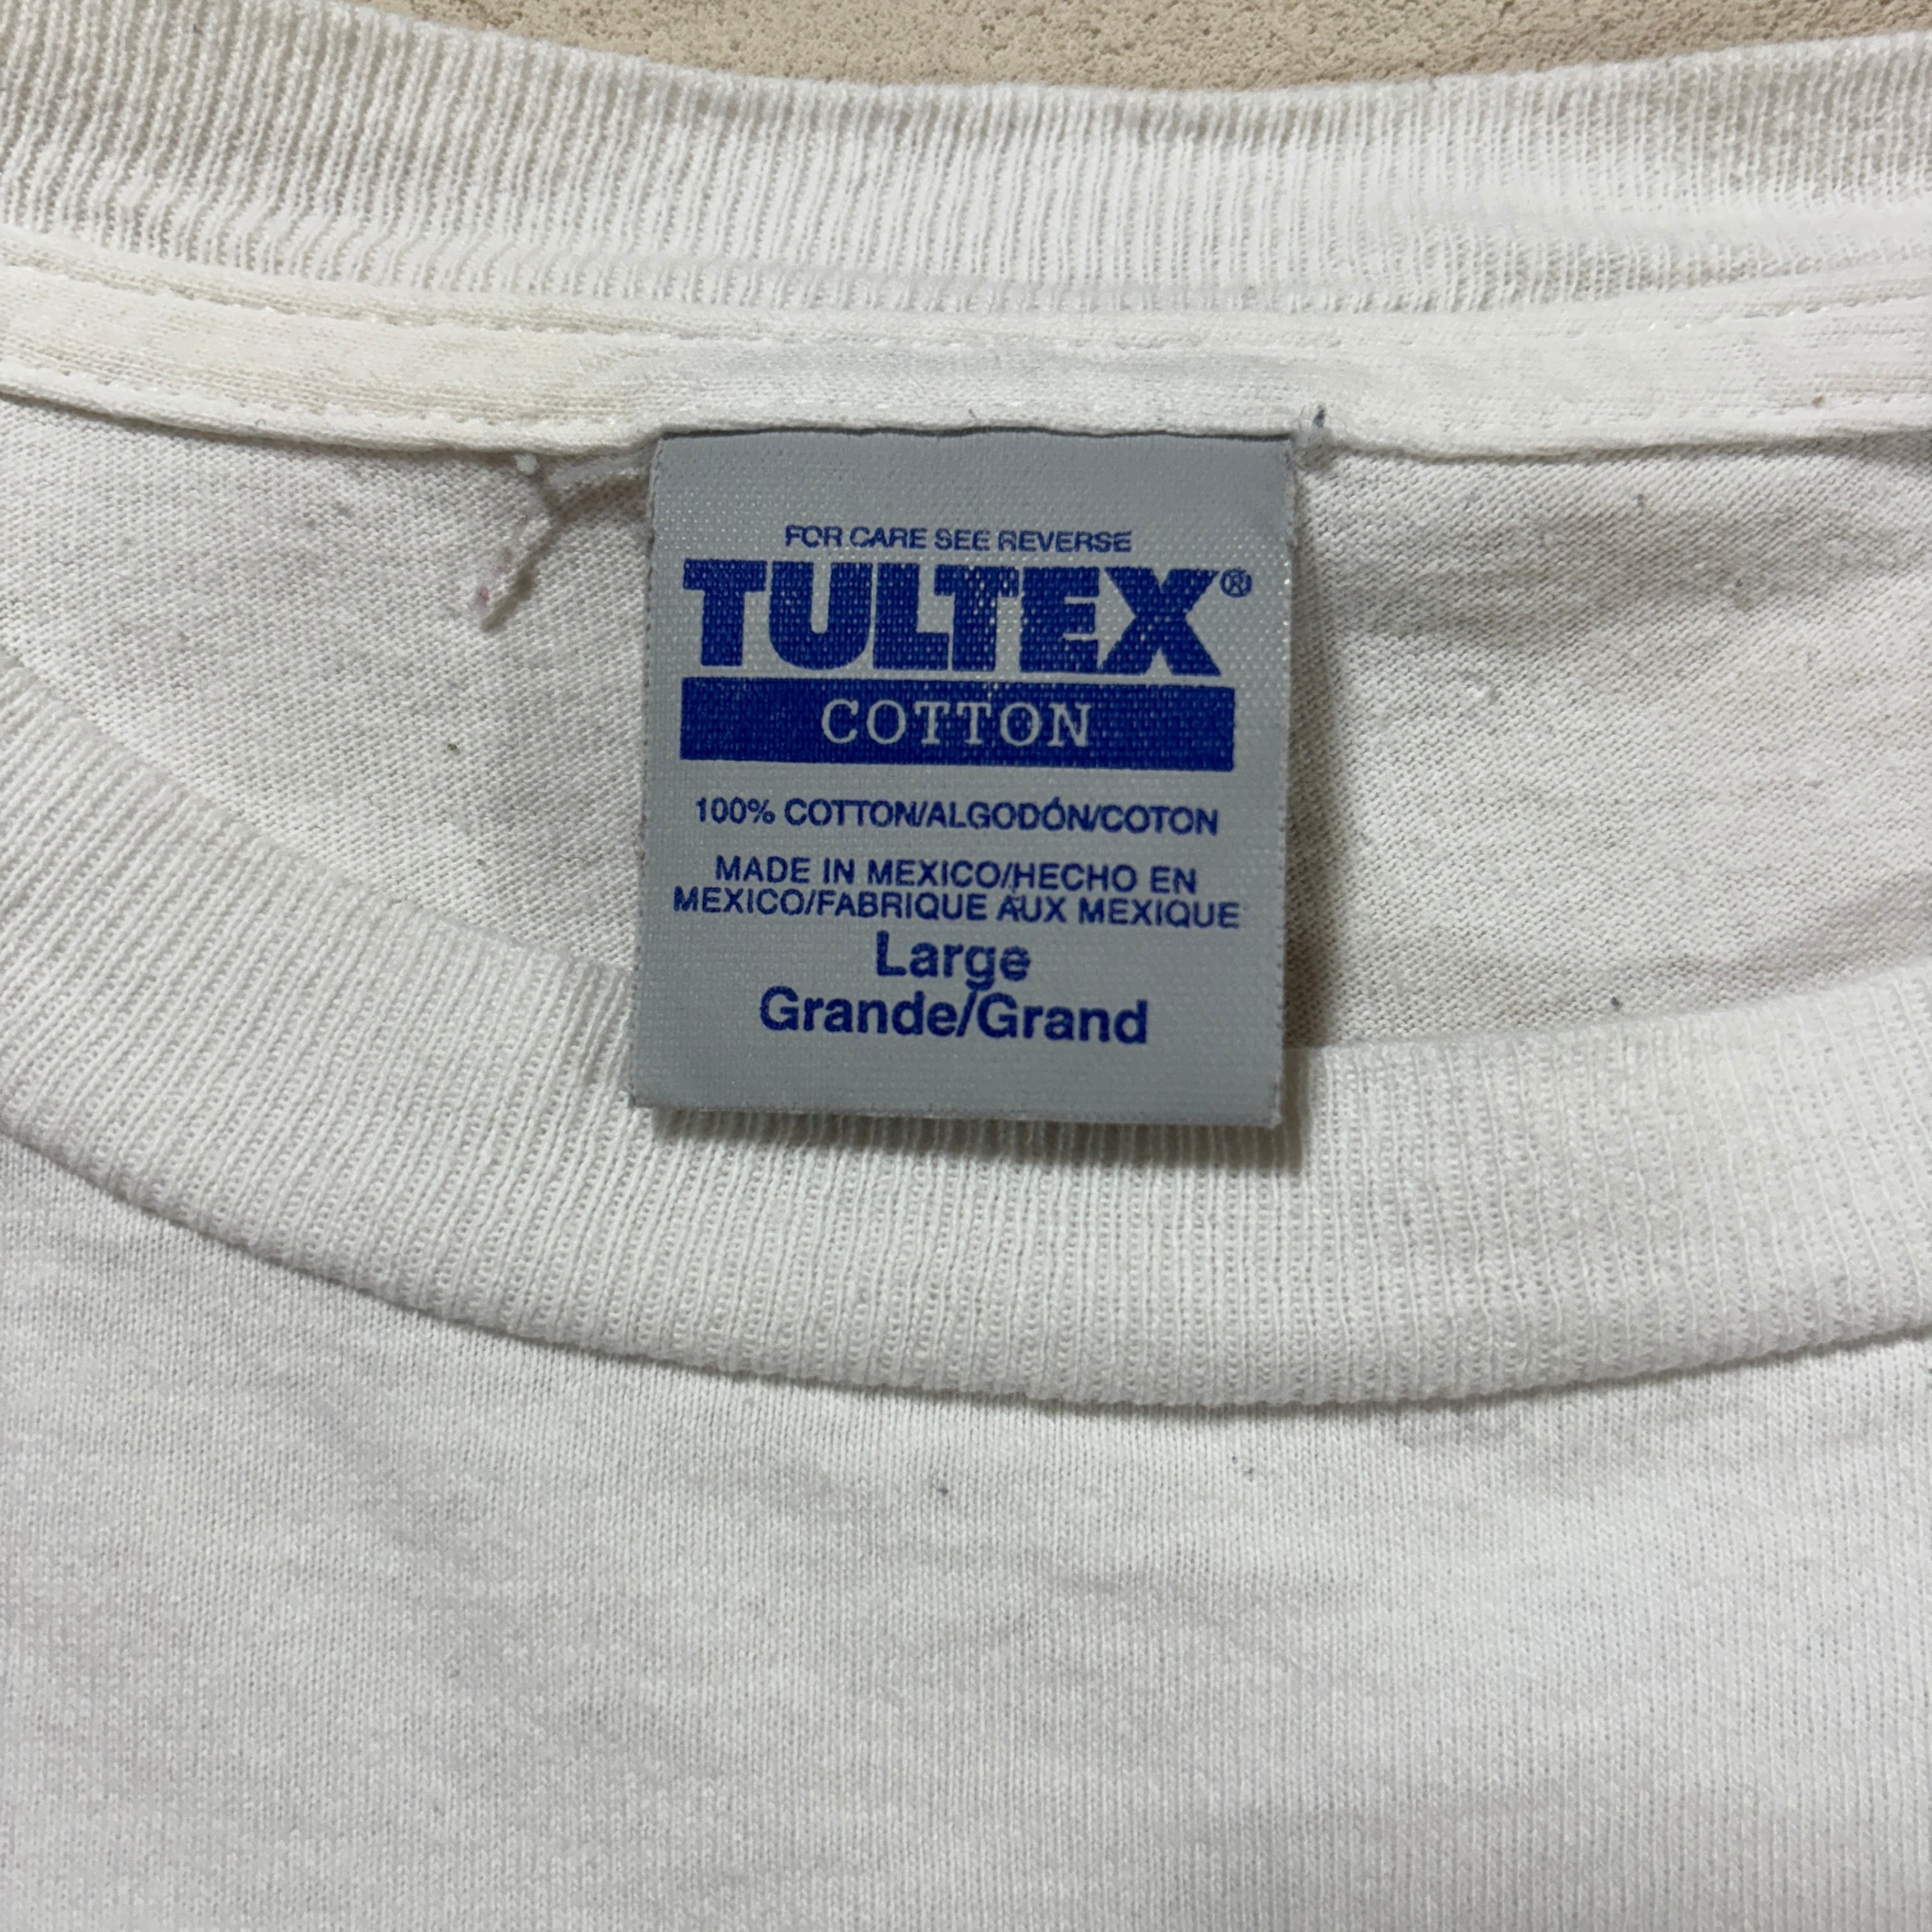 FOR CARE SEE REVERSE
TULTEX®
COTTON
100% COTTON/ALGODÓN/COTON
MADE IN MEXICO/HECHO EN
MEXICO/FABRIQUE AUX MEXIQUE
Large
Grande/Grand